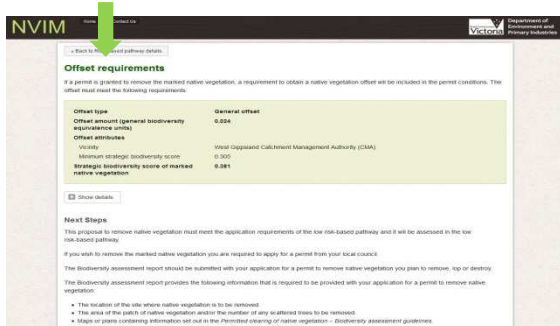 NVIM
Home
Contact Us
Victoria
Department of
Environment and
Primary Industries
« Back to based pathway details
Offset requirements
If a permit is granted to remove the marked native vegetation, a requirement to obtain a native vegetation offset will be included in the permit conditions. The
offset must meet the following requirements:
Offset type General offset
Offset amount (general biodiversity 0.024
equivalence units)
Offset attributes
Vicinity West Gippsland Catchment Management Authority (CMA)
Minimum strategic biodiversity score 0.305
Strategic biodiversity score of marked 0.381
native vegetation
Show details
Next Steps
This proposal to remove native vegetation must meet the application requirements of the low risk-based pathway and it will be assessed in the low
risk-based pathway.
If you wish to remove the marked native vegetation you are required to apply for a permit from your local council.
The Biodiversity assessment report should be submitted with your application for a permit to remove native vegetation you plan to remove, lop or destroy.
The Biodiversity assessment report provides the following information that is required to be provided with your application for a permit to remove native
vegetation:
• The location of the site where native vegetation is to be removed.
• The area of the patch of native vegetation and/or the number of any scattered trees to be removed.
• Maps or plans containing information set out in the Permitted clearing of native vegetation – Biodiversity assessment guidelines.